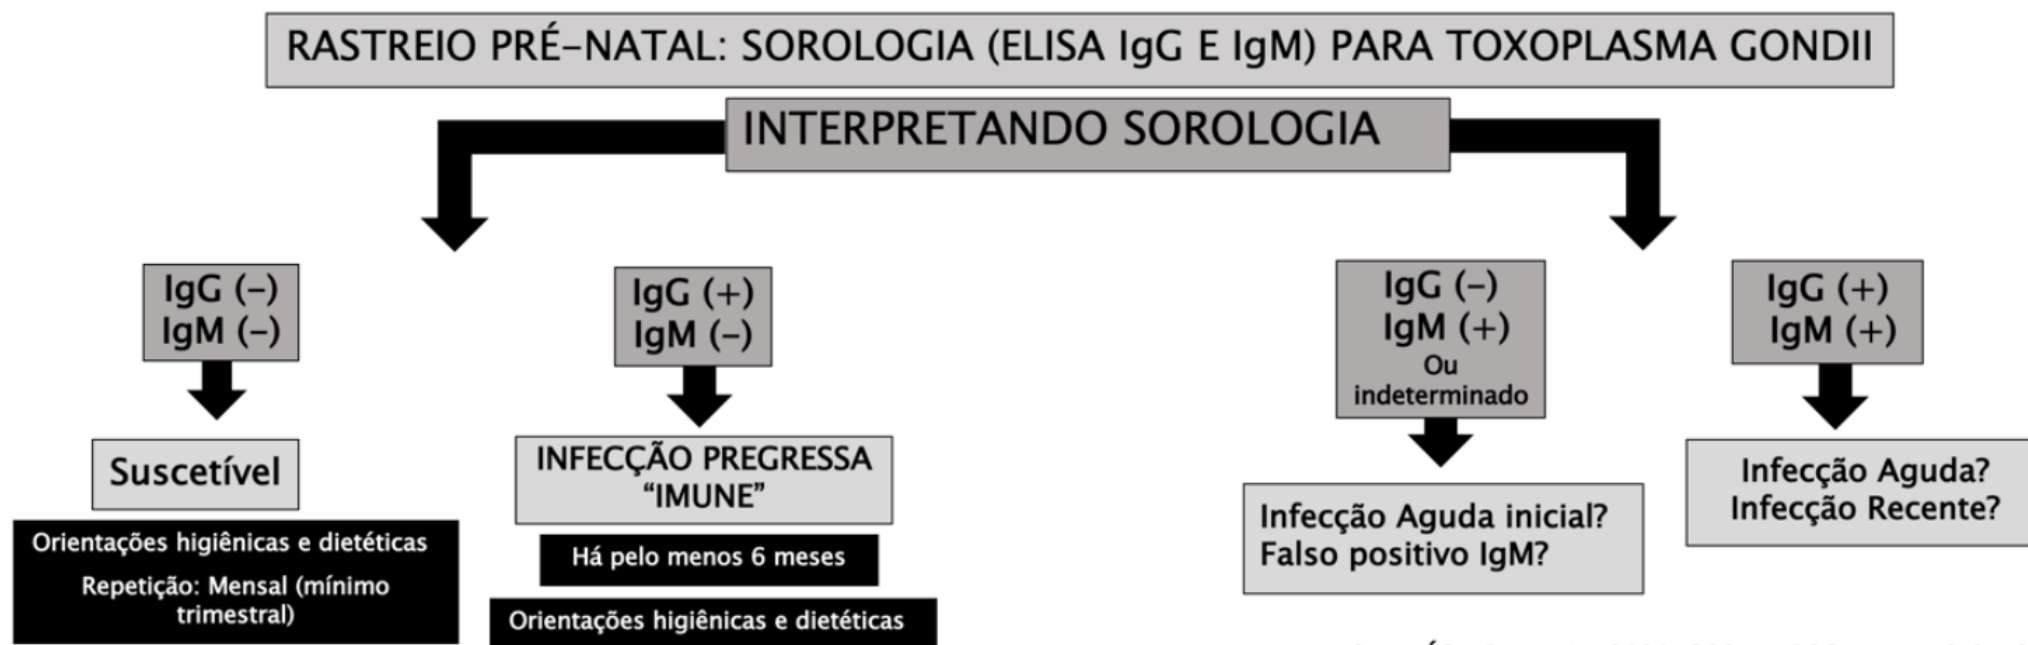 RASTREIO PRÉ-NATAL: SOROLOGIA (ELISA IgG E IgM) PARA TOXOPLASMA GONDII
INTERPRETANDO SOROLOGIA
IgG (-)
IgM (-)
Suscetível
Orientações higiênicas e dietéticas
Repetição: Mensal (mínimo
trimestral)
IgG (+)
IgM (-)
INFECÇÃO PREGRESSA
“IMUNE”
Há pelo menos 6 meses
Orientações higiênicas e dietéticas
IgG (-)
IgM (+)
Ou
indeterminado
Infecção Aguda inicial?
Falso positivo IgM?
IgG (+)
IgM (+)
Infecção Aguda?
Infecção Recente?